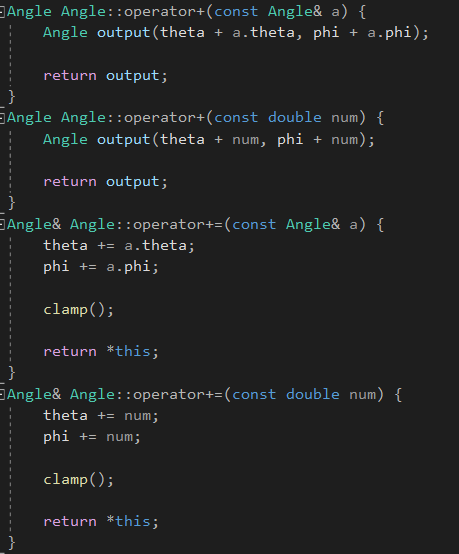 Angle Angle::operator+(const Angle& a) {
Angle output(theta + a.theta, phi + a.phi);
return output;
}
Angle Angle::operator+(const double num) {
Angle output(theta + num, phi + num);
return output;
}
Angle& Angle::operator+=(const Angle& a) {
theta += a.theta;
phi += a.phi;
clamp();
return *this;
}
Angle& Angle::operator+=(const double num) {
theta += num;
phi += num;
clamp();
return *this;
}